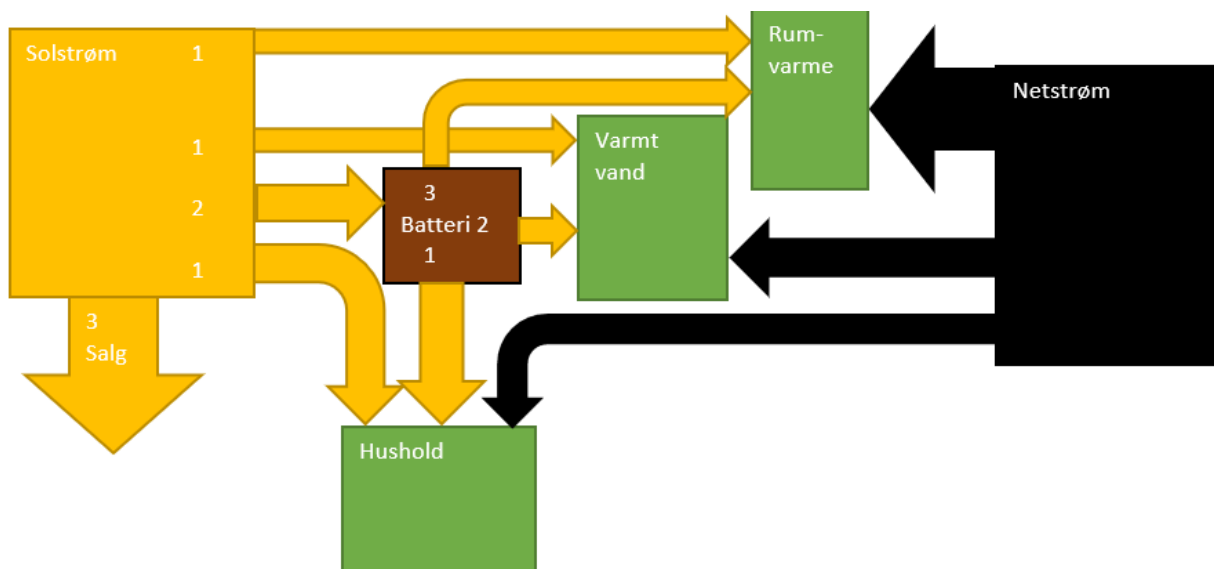 Solstrøm 1
1
2
1
3
Salg
3
Batteri 2
1
Hushold
Varmt
vand
Rum-
varme
Netstrøm